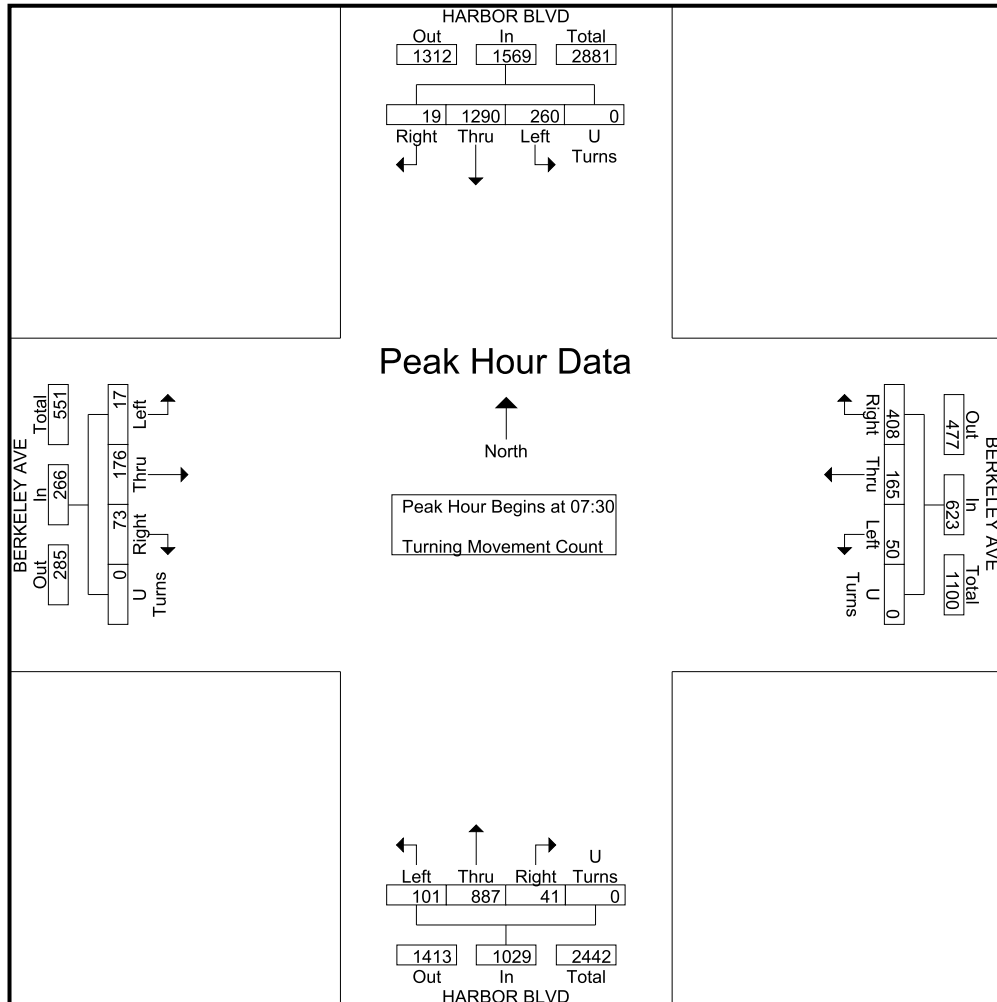 HARBOR BLVD
Out In Total
1312 1569 2881
19 1290 260 0
Right Thru Left U
Turns
Peak Hour Data
North
Peak Hour Begins at 07:30
Turning Movement Count
BERKELEY AVE
Total In Out
551 266 285
17 176 73 0
Left Thru Right U
Turns
BERKELEY AVE
Out In Total
477 623 1100
408 165 50 0
Right Thru Left U
Turns
U
Left Thru Right Turns
101 887 41 0
1413 1029 2442
Out In Total
HARBOR BLVD